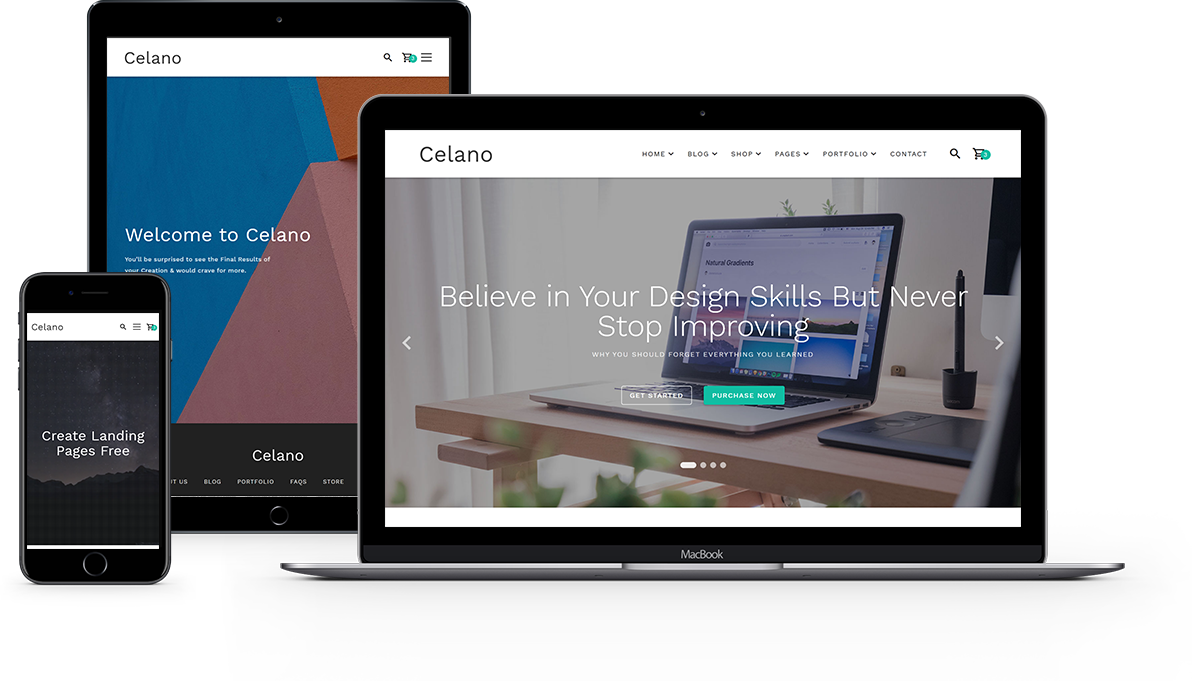 Celano
3
Welcome to Celano
You'll be surprised to see the Final Results of
your Creation & would crave for more.
Celano
UT US BLOG PORTFOLIO FAQS STORE
Celano
Create Landing
Pages Free
Celano
HOME BLOG SHOP PAGES PORTFOLIO CONTACT
3
Natural Gradients
Believe in Your Design Skills But Never
Stop Improving
WHY YOU SHOULD FORGET EVERYTHING YOU LEARNED
GET STARTED PURCHASE NOW
MacBook